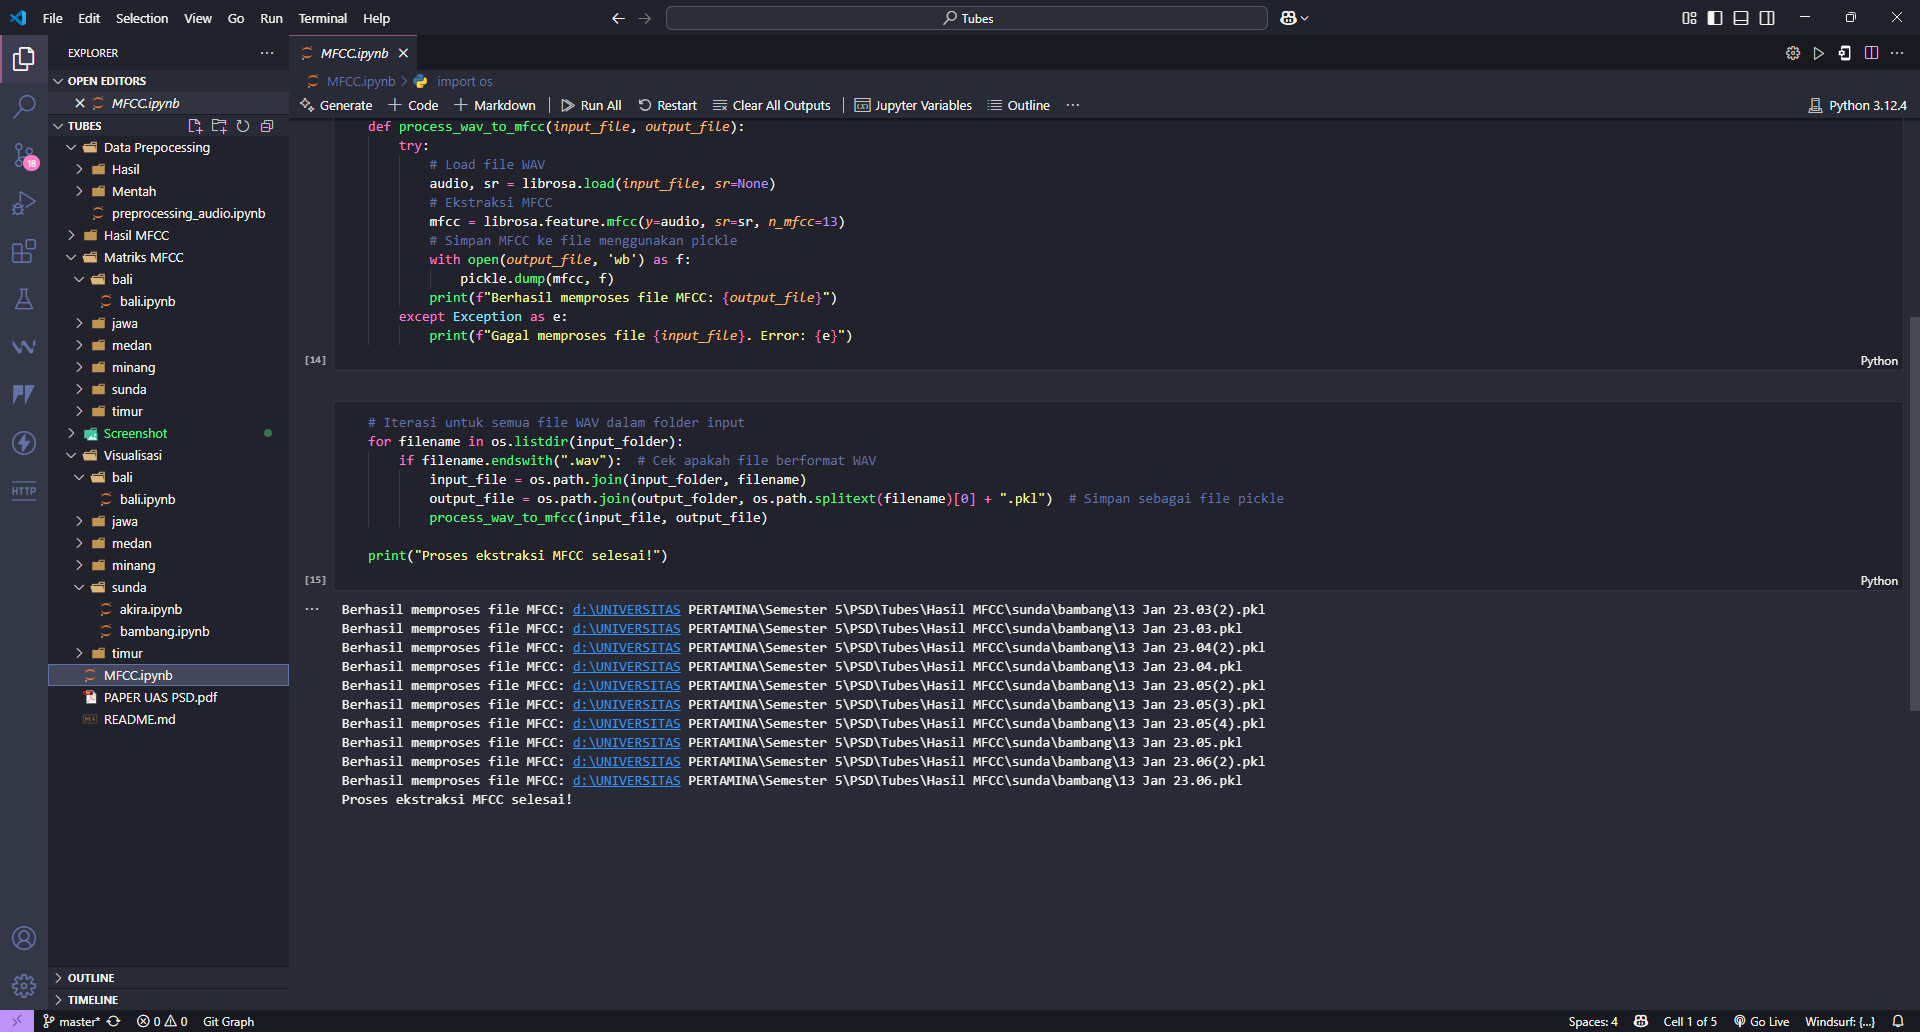 File Edit Selection View Go Run Terminal Help
Tubes
EXPLORER
OPEN EDITORS
MFCC.ipynb
TUBES
Data Prepocessing
Hasil
Mentah
preprocessing_audio.ipynb
Hasil MFCC
Matriks MFCC
bali
bali.ipynb
jawa
medan
minang
sunda
timur
Screenshot
Visualisasi
bali
bali.ipynb
jawa
medan
minang
sunda
akira.ipynb
bambang.ipynb
timur
MFCC.ipynb
PAPER UAS PSD.pdf
README.md
OUTLINE
TIMELINE
18
HTTP
MFCC.ipynb
MFCC.ipynb > import os
Generate + Code + Markdown Run All Restart Clear All Outputs Jupyter Variables Outline ...
Python 3.12.4
def process_wav_to_mfcc(input_file, output_file):
try:
# Load file WAV
audio, sr = librosa.load(input_file, sr=None)
# Ekstraksi MFCC
mfcc = librosa.feature.mfcc(y=audio, sr=sr, n_mfcc=13)
# Simpan MFCC ke file menggunakan pickle
with open(output_file, 'wb') as f:
pickle.dump(mfcc, f)
print(f"Berhasil memproses file MFCC: {output_file}")
except Exception as e:
print(f"Gagal memproses file {input_file}. Error: {e}")
[14]
Python
# Iterasi untuk semua file WAV dalam folder input
for filename in os.listdir(input_folder):
if filename.endswith(".wav"):  # Cek apakah file berformat WAV
input_file = os.path.join(input_folder, filename)
output_file = os.path.join(output_folder, os.path.splitext(filename)[0] + ".pkl")  # Simpan sebagai file pickle
process_wav_to_mfcc(input_file, output_file)
print("Proses ekstraksi MFCC selesai!")
[15]
Python
Berhasil memproses file MFCC: d:\UNIVERSITAS PERTAMINA\Semester 5\PSD\Tubes\Hasil MFCC\sunda\bambang\13 Jan 23.03(2).pkl
Berhasil memproses file MFCC: d:\UNIVERSITAS PERTAMINA\Semester 5\PSD\Tubes\Hasil MFCC\sunda\bambang\13 Jan 23.03.pkl
Berhasil memproses file MFCC: d:\UNIVERSITAS PERTAMINA\Semester 5\PSD\Tubes\Hasil MFCC\sunda\bambang\13 Jan 23.04(2).pkl
Berhasil memproses file MFCC: d:\UNIVERSITAS PERTAMINA\Semester 5\PSD\Tubes\Hasil MFCC\sunda\bambang\13 Jan 23.04.pkl
Berhasil memproses file MFCC: d:\UNIVERSITAS PERTAMINA\Semester 5\PSD\Tubes\Hasil MFCC\sunda\bambang\13 Jan 23.05(2).pkl
Berhasil memproses file MFCC: d:\UNIVERSITAS PERTAMINA\Semester 5\PSD\Tubes\Hasil MFCC\sunda\bambang\13 Jan 23.05(3).pkl
Berhasil memproses file MFCC: d:\UNIVERSITAS PERTAMINA\Semester 5\PSD\Tubes\Hasil MFCC\sunda\bambang\13 Jan 23.05(4).pkl
Berhasil memproses file MFCC: d:\UNIVERSITAS PERTAMINA\Semester 5\PSD\Tubes\Hasil MFCC\sunda\bambang\13 Jan 23.05.pkl
Berhasil memproses file MFCC: d:\UNIVERSITAS PERTAMINA\Semester 5\PSD\Tubes\Hasil MFCC\sunda\bambang\13 Jan 23.06(2).pkl
Berhasil memproses file MFCC: d:\UNIVERSITAS PERTAMINA\Semester 5\PSD\Tubes\Hasil MFCC\sunda\bambang\13 Jan 23.06.pkl
Proses ekstraksi MFCC selesai!
master* 0 0 Git Graph
Spaces: 4 Cell 1 of 5 Go Live Windsurf: {...}